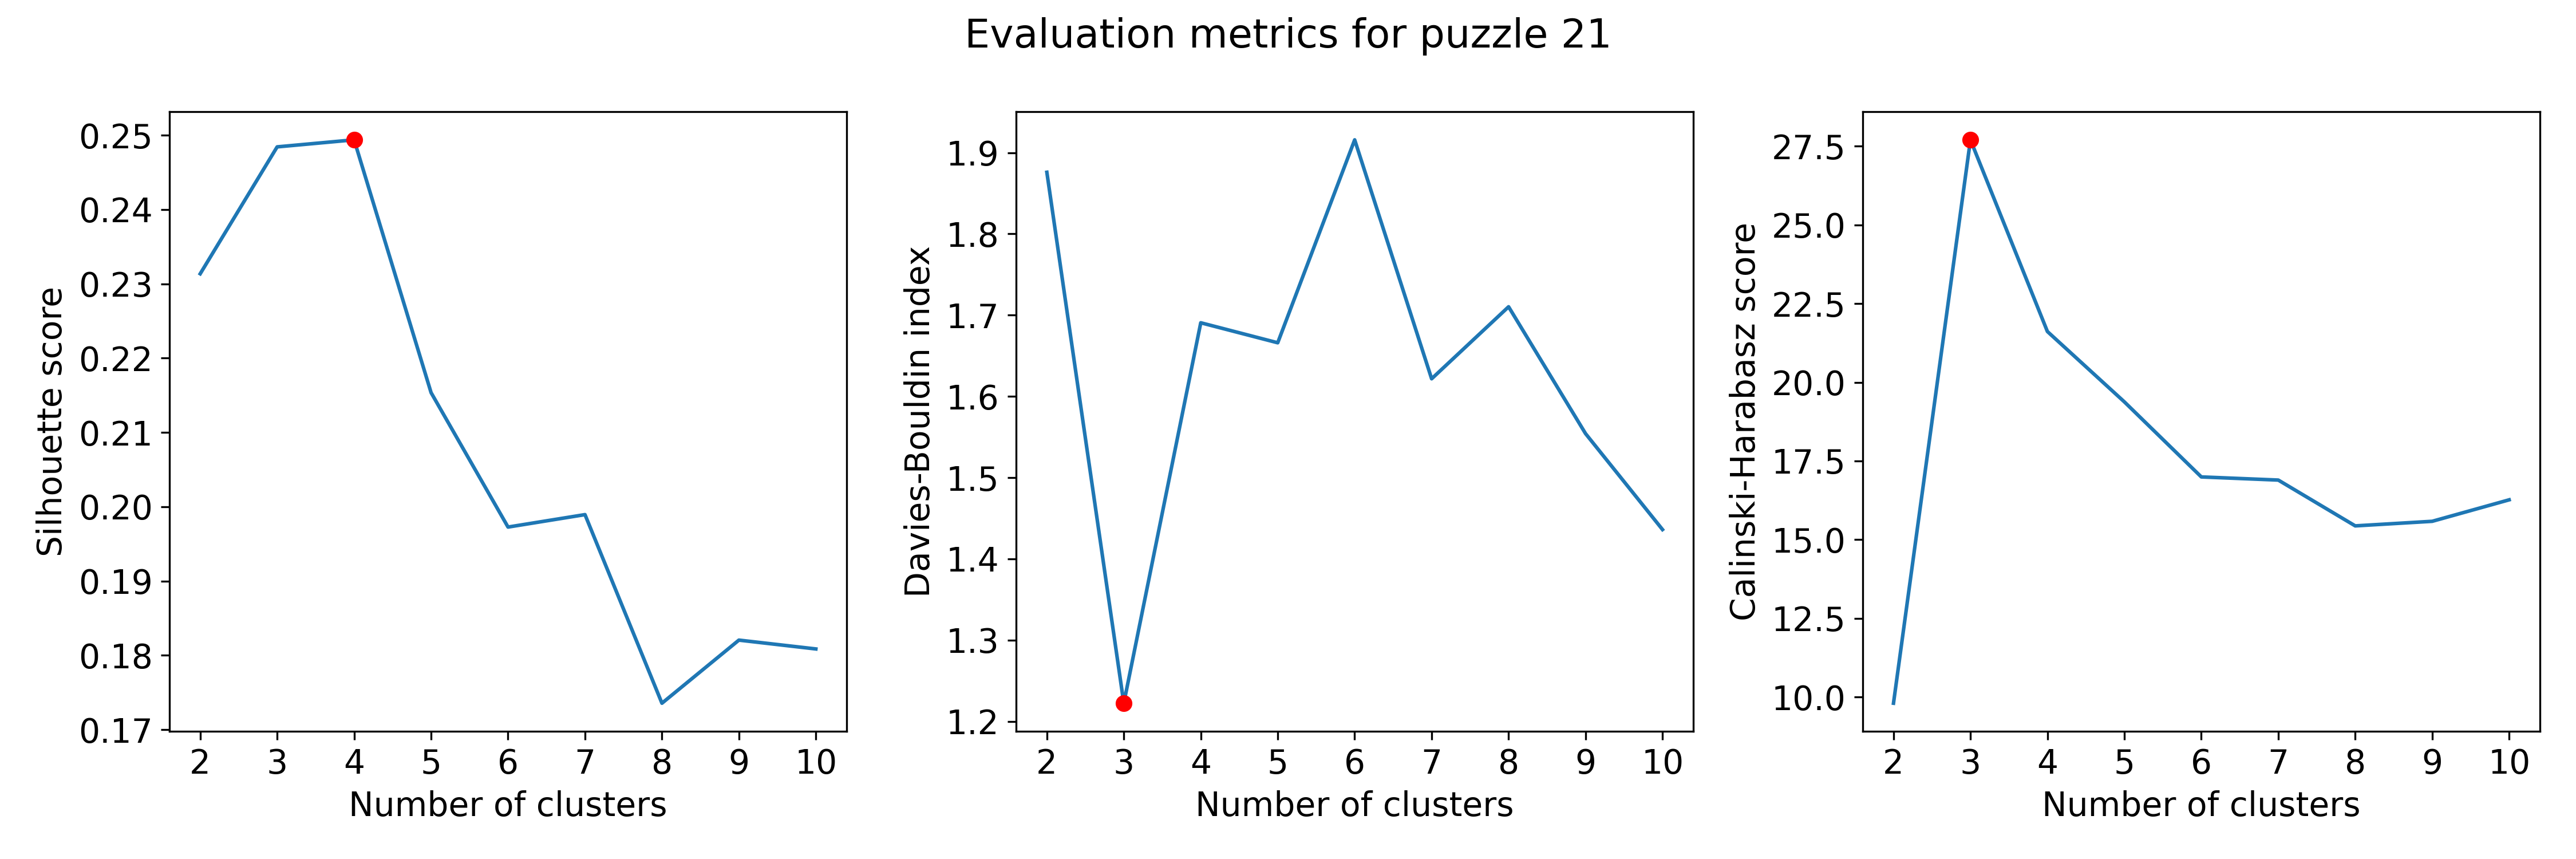 Evaluation metrics for puzzle 21
Silhouette score
0.25
0.24
0.23
0.22
0.21
0.20
0.19
0.18
0.17
2 3 4 5 6 7 8 9 10
Number of clusters
Davies-Bouldin index
1.9
1.8
1.7
1.6
1.5
1.4
1.3
1.2
2 3 4 5 6 7 8 9 10
Number of clusters
Calinski-Harabasz score
27.5
25.0
22.5
20.0
17.5
15.0
12.5
10.0
2 3 4 5 6 7 8 9 10
Number of clusters